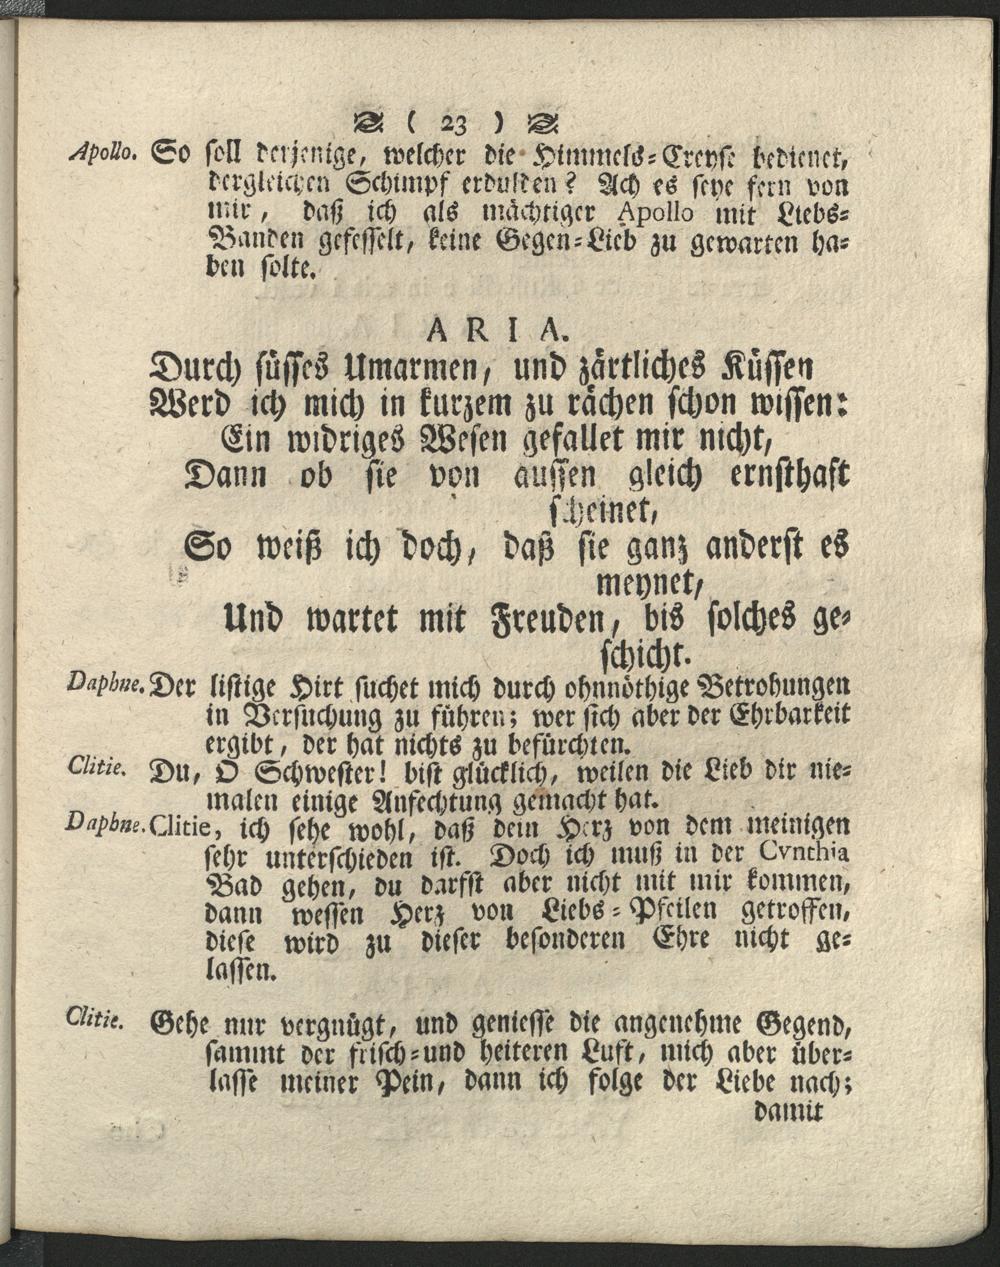 ( 23 )
Apollo. So soll derjenige, welcher die Himmels=Creyse bedienet,
dergleichen Schimpf erdulten? Ach es seye fern von
mir, daß ich als mächtiger Apollo mit Liebs=
Banden gefesselt, keine Gegen=Lieb zu gewarten ha=
ben solte.
ARIA.
Durch süsses Umarmen, und zärtliches Küssen
Werd ich mich in kurzem zu rächen schon wissen:
Ein widriges Wesen gefallet mir nicht,
Dann ob sie von aussen gleich ernsthaft
scheinet,
So weiß ich doch, daß sie ganz anderst es
meynet,
Und wartet mit Freuden, bis solches ge=
schicht.
Daphne. Der listige Hirt suchet mich durch ohnnöthige Betrohungen
in Versuchung zu führen; wer sich aber der Ehrbarkeit
ergibt, der hat nichts zu befürchten.
Clitie. Du, O Schwester! bist glücklich, weilen die Lieb dir nie=
malen einige Anfechtung gemacht hat.
Daphne. Clitie, ich sehe wohl, daß dein Herz von dem meinigen
sehr unterschieden ist. Doch ich muß in der Cynthia
Bad gehen, du darfst aber nicht mit mir kommen,
dann wessen Herz von Liebs=Pfeilen getroffen,
diese wird zu dieser besonderen Ehre nicht ge=
lassen.
Clitie. Gehe nur vergnügt, und geniesse die angenehme Gegend,
sammt der frisch=und heiteren Luft, mich aber über=
lasse meiner Pein, dann ich folge der Liebe nach;
damit